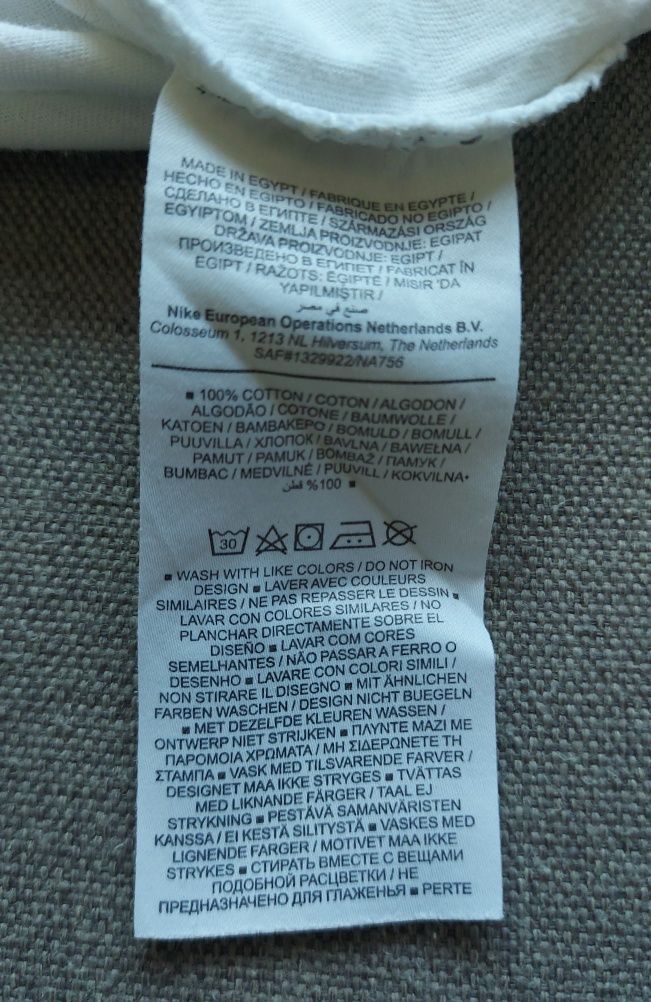 MADE IN EGYPT / FABRIQUE EN EGYPTE /
HECHO EN EGIPTO / FABRICADO NO EGIPTO /
СДЕЛАНО В ЕГИПТЕ / SZÁRMAZÁSI ORSZÁG
EGYIPTOM / ZEMLJA PROIZVODNJE: EGIPAT
DRŽAVA PROIZVODNJE: EGIPT /
ПРОИЗВЕДЕНО В ЕГИПЕТ / FABRICAT ÎN
EGIPT / RAŽOTS: ĒGIPTĒ / MISIR 'DA
YAPILMIŞTIR /
صنع في مصر
Nike European Operations Netherlands B.V.
Colosseum 1, 1213 NL Hilversum, The Netherlands
SAF#1329922/NA756
■ 100% COTTON / COTON / ALGODON /
ALGODÃO / COTONE / BAUMWOLLE /
KATOEN / ΒΑΜΒΑΚΕΡΟ / BOMULD / BOMULL /
PUUVILLA / ХЛОПОК / BAVLNA / BAWEŁNA /
PAMUT / PAMUK / BOMBAŽ / ПАМУК /
BUMBAC / MEDVILNĖ / PUUVILL / KOKVILNA•
%100 قطن ■
30
■ WASH WITH LIKE COLORS / DO NOT IRON
DESIGN ■ LAVER AVEC COULEURS
SIMILAIRES / NE PAS REPASSER LE DESSIN ■
LAVAR CON COLORES SIMILARES / NO
PLANCHAR DIRECTAMENTE SOBRE EL
DISEÑO ■ LAVAR COM CORES
SEMELHANTES / NÃO PASSAR A FERRO O
DESENHO ■ LAVARE CON COLORI SIMILI /
NON STIRARE IL DISEGNO ■ MIT ÄHNLICHEN
FARBEN WASCHEN / DESIGN NICHT BUEGELN
■ MET DEZELFDE KLEUREN WASSEN /
ONTWERP NIET STRIJKEN ■ ΠΛΥΝΤΕ ΜΑΖΙ ΜΕ
ΠΑΡΟΜΟΙΑ ΧΡΩΜΑΤΑ / ΜΗ ΣΙΔΕΡΩΝΕΤΕ ΤΗ
ΣΤΑΜΠΑ ■ VASK MED TILSVARENDE FARVER /
DESIGNET MAA IKKE STRYGES ■ TVÄTTAS
MED LIKNANDE FÄRGER / TAAL EJ
STRYKNING ■ PESTÄVÄ SAMANVÄRISTEN
KANSSA / EI KESTÄ SILITYSTÄ ■ VASKES MED
LIGNENDE FARGER / MOTIVET MAA IKKE
STRYKES ■ СТИРАТЬ ВМЕСТЕ С ВЕЩАМИ
ПОДОБНОЙ РАСЦВЕТКИ / НЕ
ПРЕДНАЗНАЧЕНО ДЛЯ ГЛАЖЕНЬЯ ■ PERTE